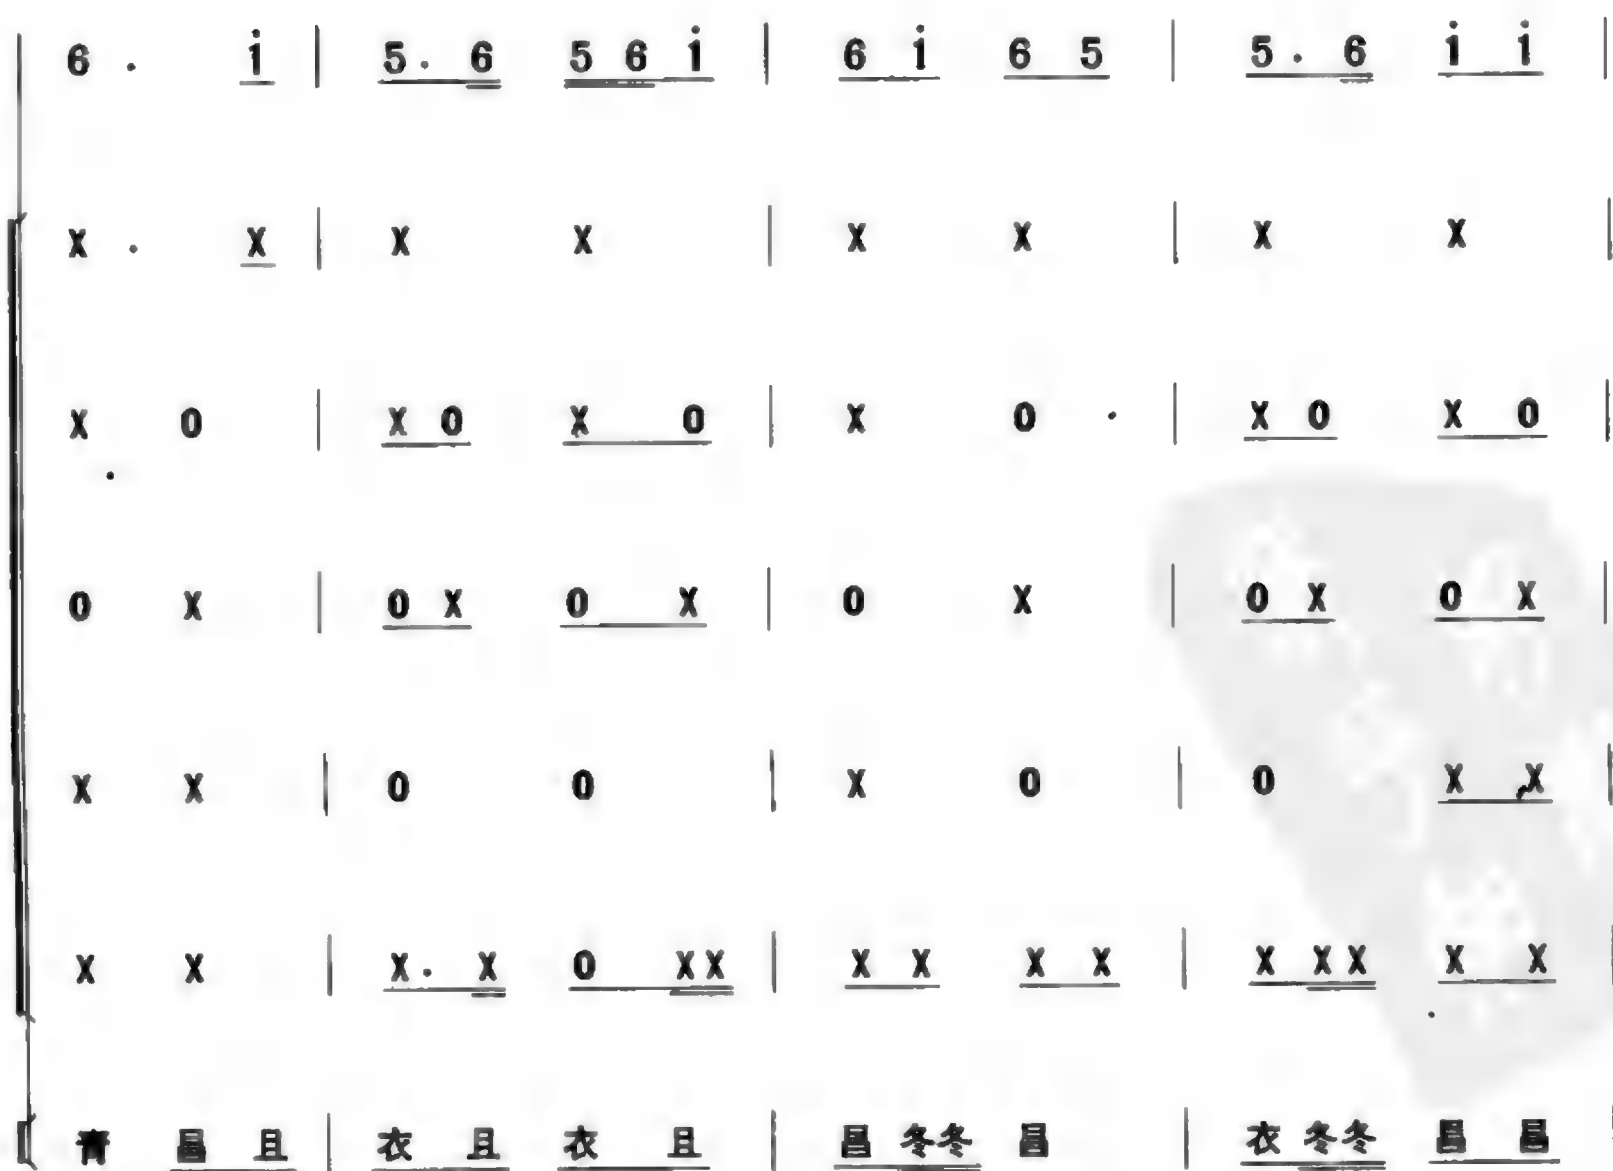 6 . i | 5 . 6 5 6 i | 6 i 6 5 | 5 . 6 i i |
X . X | X X | X X | X X |
X 0 | X 0 X 0 | X 0 | X 0 X 0 |
0 X | 0 X 0 X | 0 X | 0 X 0 X |
X X | 0 0 | X 0 | 0 X X |
X X | X . X 0 X X | X X X X | X X X X X |
青 昌 且 | 衣 且 衣 且 | 昌 冬冬 昌 | 衣 冬冬 昌 昌